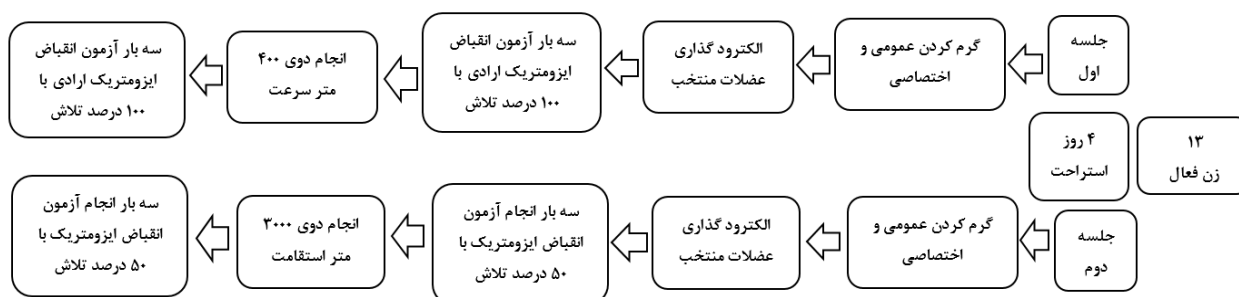 جلسه
اول
گرم کردن عمومی و
اختصاصی
الکترود گذاری
عضلات منتخب
سه بار آزمون انقباض
ایزومتریک ارادی با
۱۰۰ درصد تلاش
انجام دوی ۴۰۰
متر سرعت
سه بار آزمون انقباض
ایزومتریک ارادی با
۱۰۰ درصد تلاش
۱۳
زن فعال
۴ روز
استراحت
جلسه
دوم
گرم کردن عمومی و
اختصاصی
الکترود گذاری
عضلات منتخب
سه بار انجام آزمون
انقباض ایزومتریک با
۵۰ درصد تلاش
انجام دوی ۳۰۰۰
متر استقامت
سه بار انجام آزمون
انقباض ایزومتریک با
۵۰ درصد تلاش